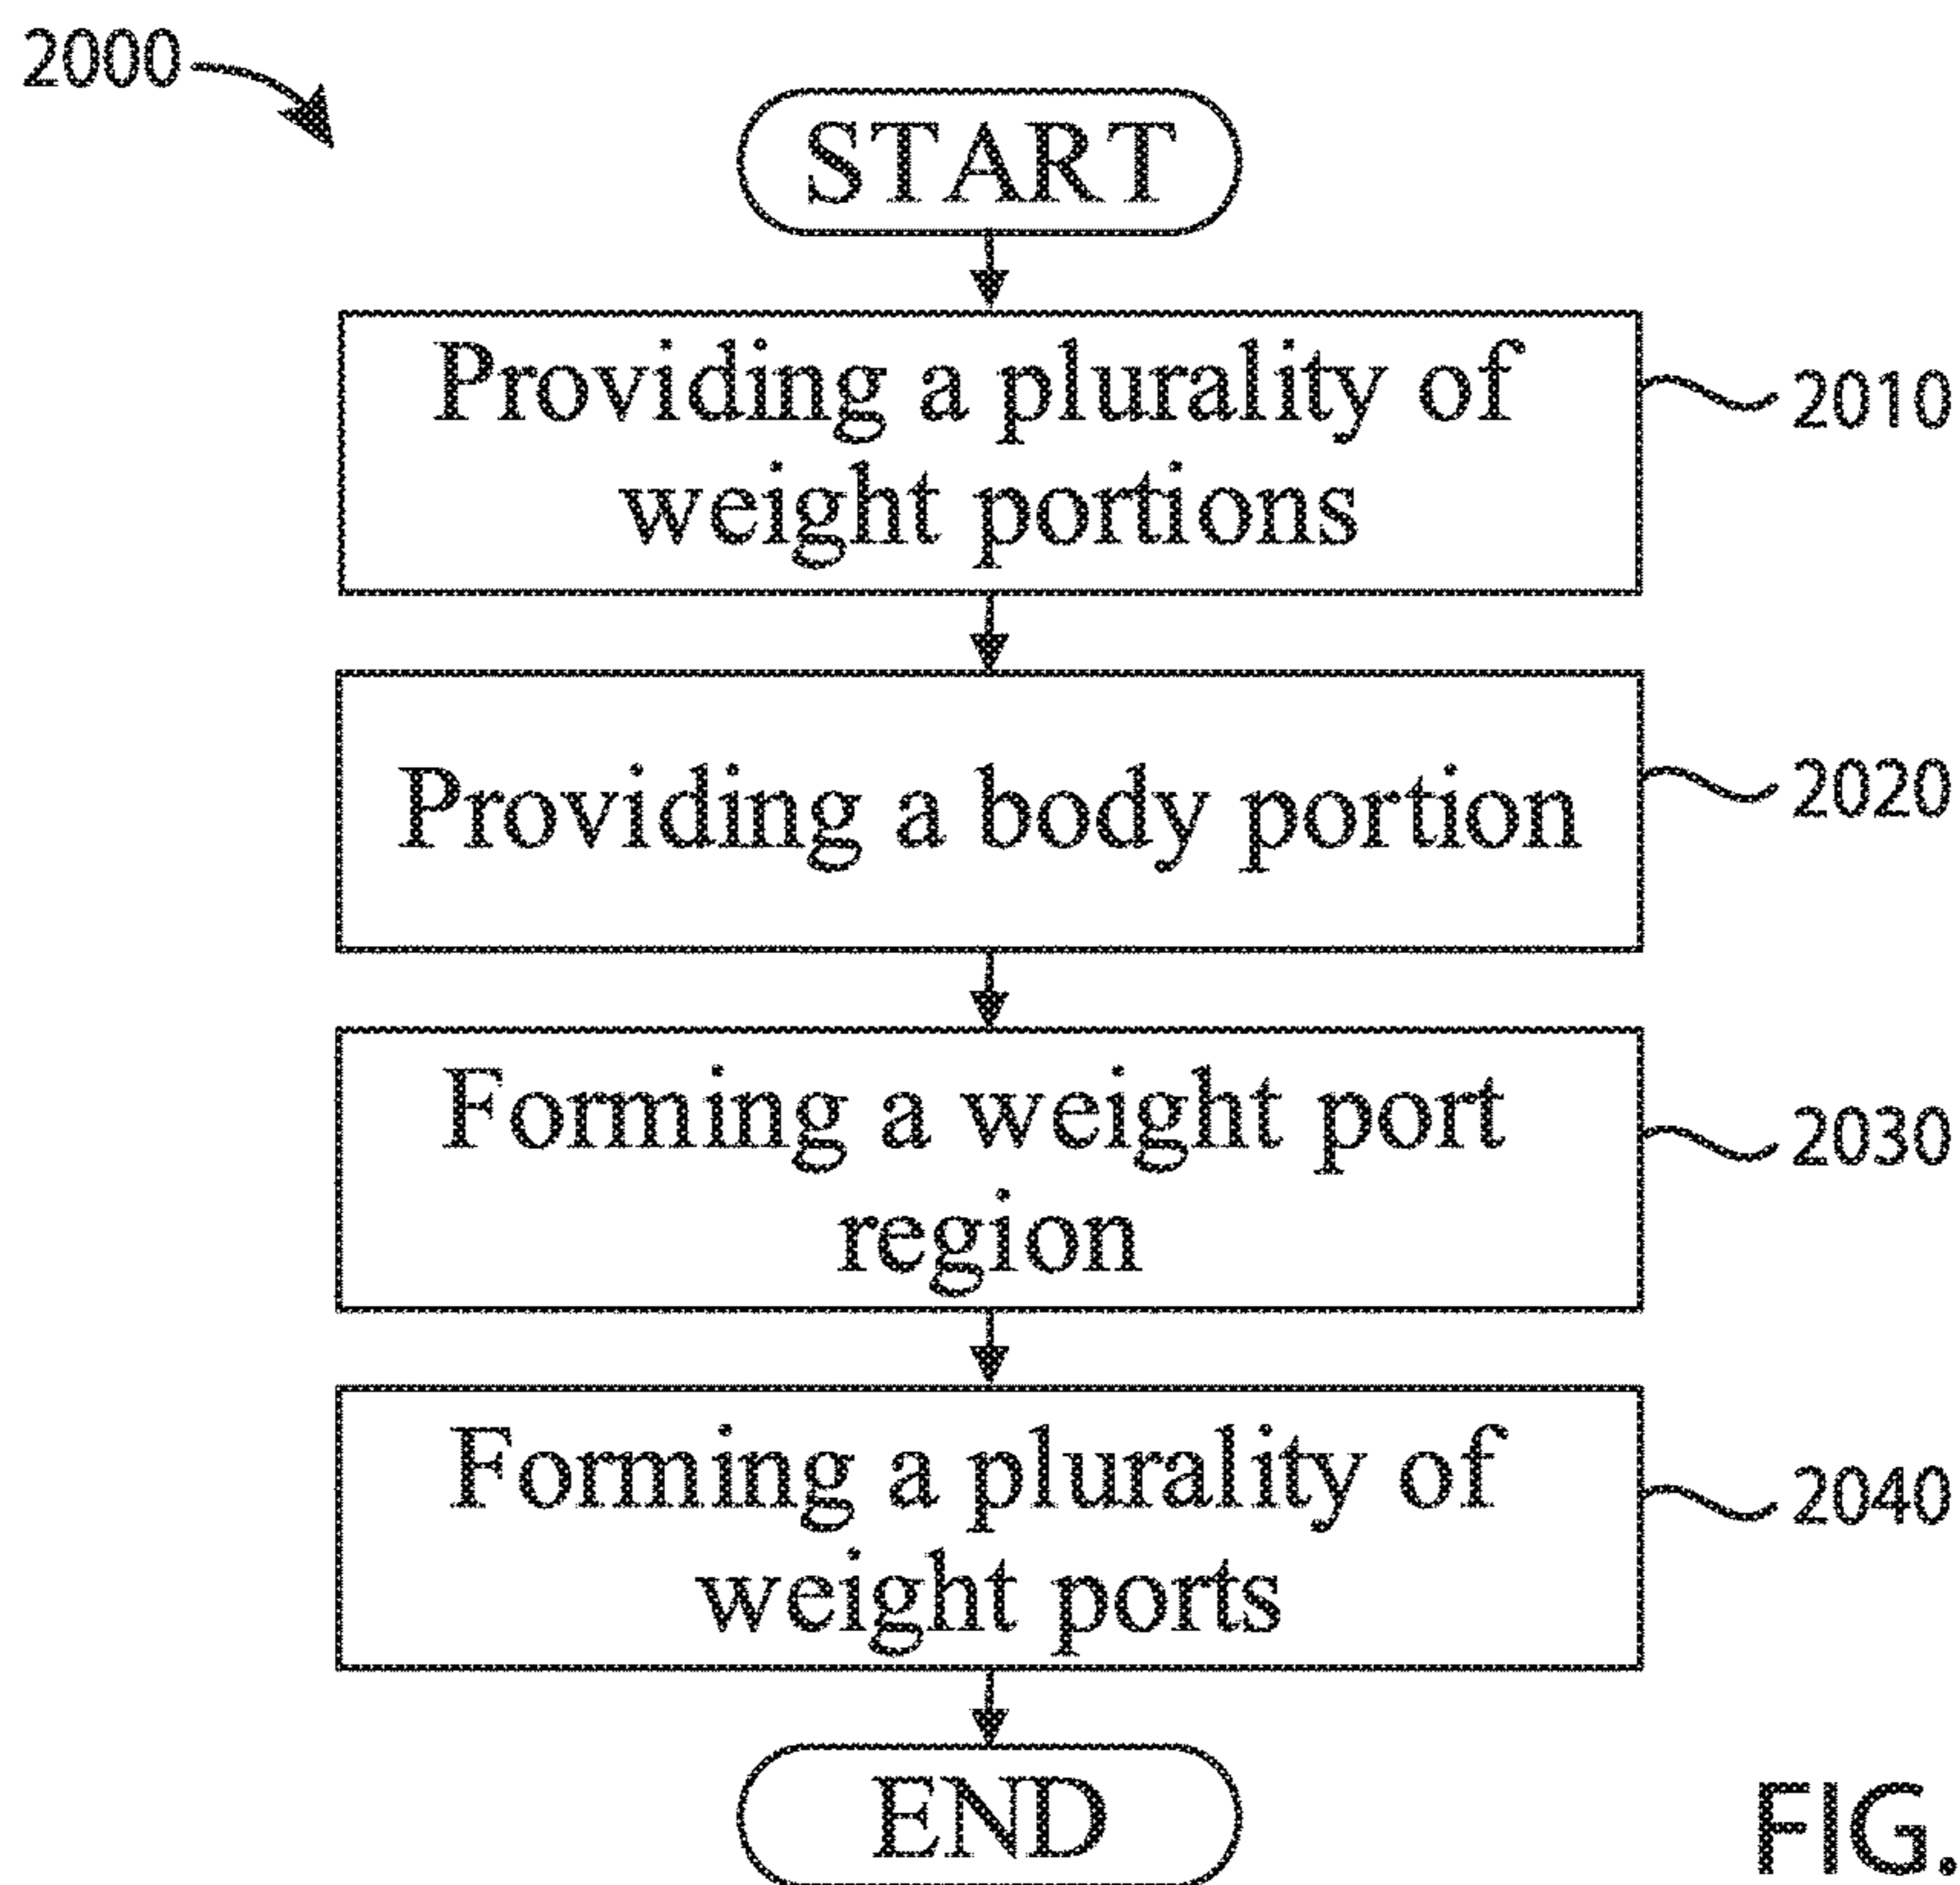 2000
START
Providing a plurality of
weight portions
2010
Providing a body portion
2020
Forming a weight port
region
2030
Forming a plurality of
weight ports
2040
END
FIG.